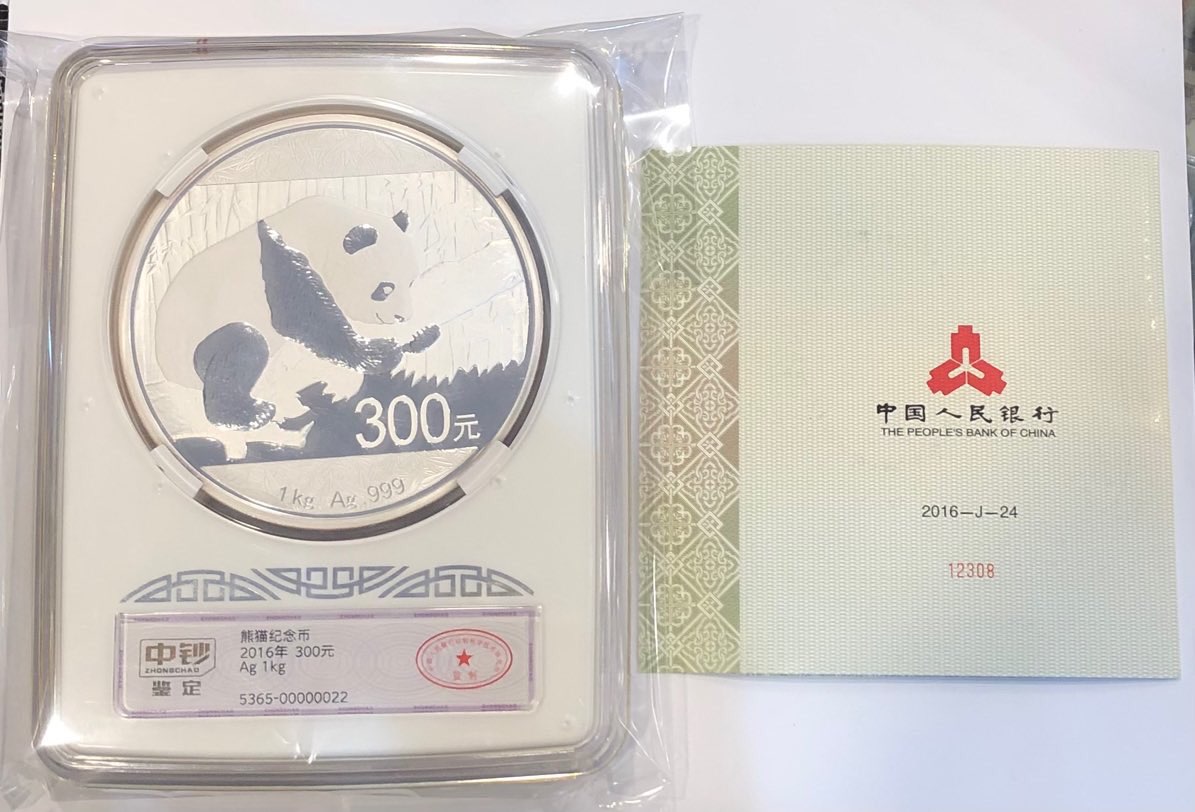 300元
1kg Ag .999
中钞
ZHONGCHAO
鉴定
熊猫纪念币
2016年 300元
Ag 1kg
5365-00000022
监制
中国人民银行
THE PEOPLE'S BANK OF CHINA
2016-J-24
12308